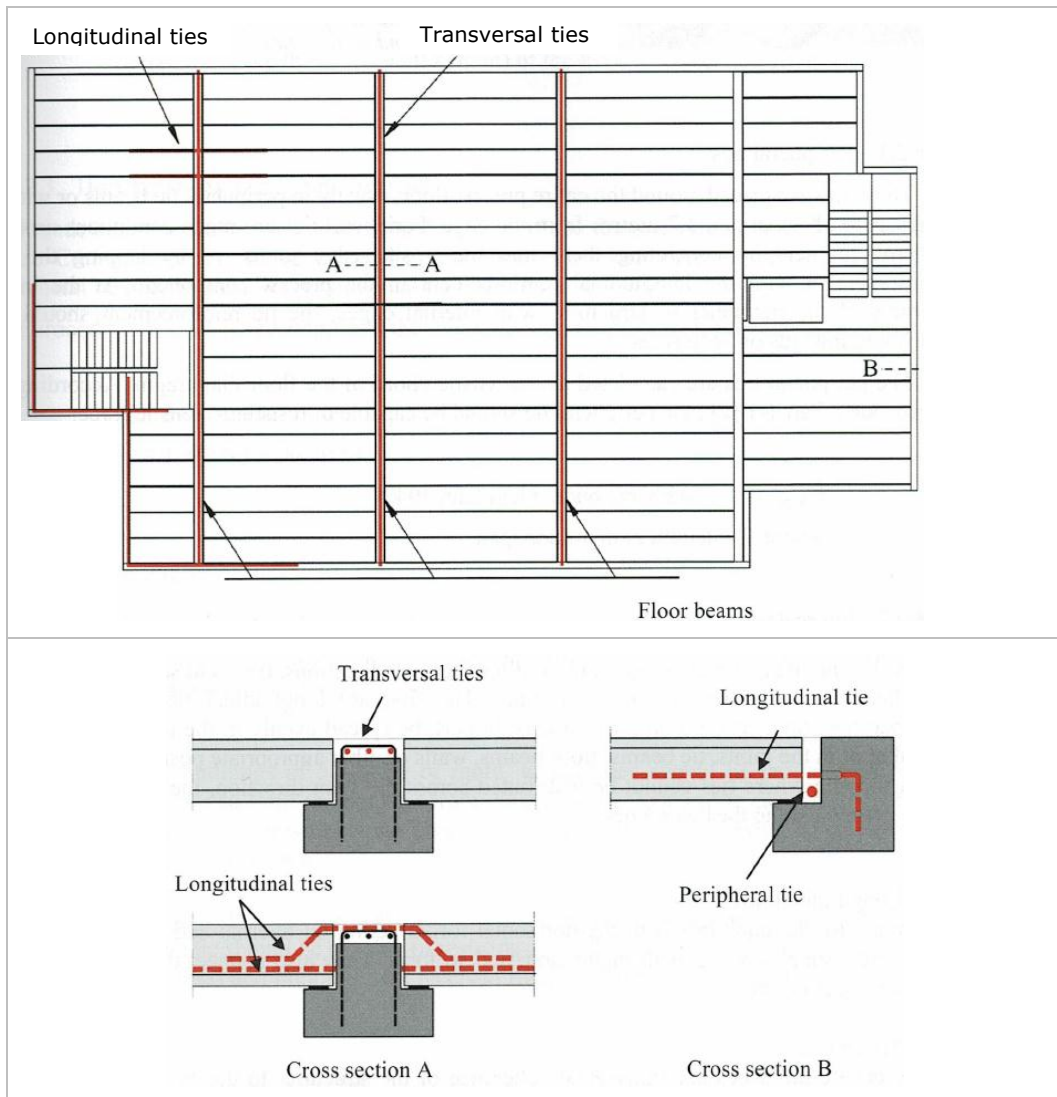 Longitudinal ties
Transversal ties
A A
B
Floor beams
Transversal ties
Longitudinal tie
Longitudinal ties
Peripheral tie
Cross section A
Cross section B